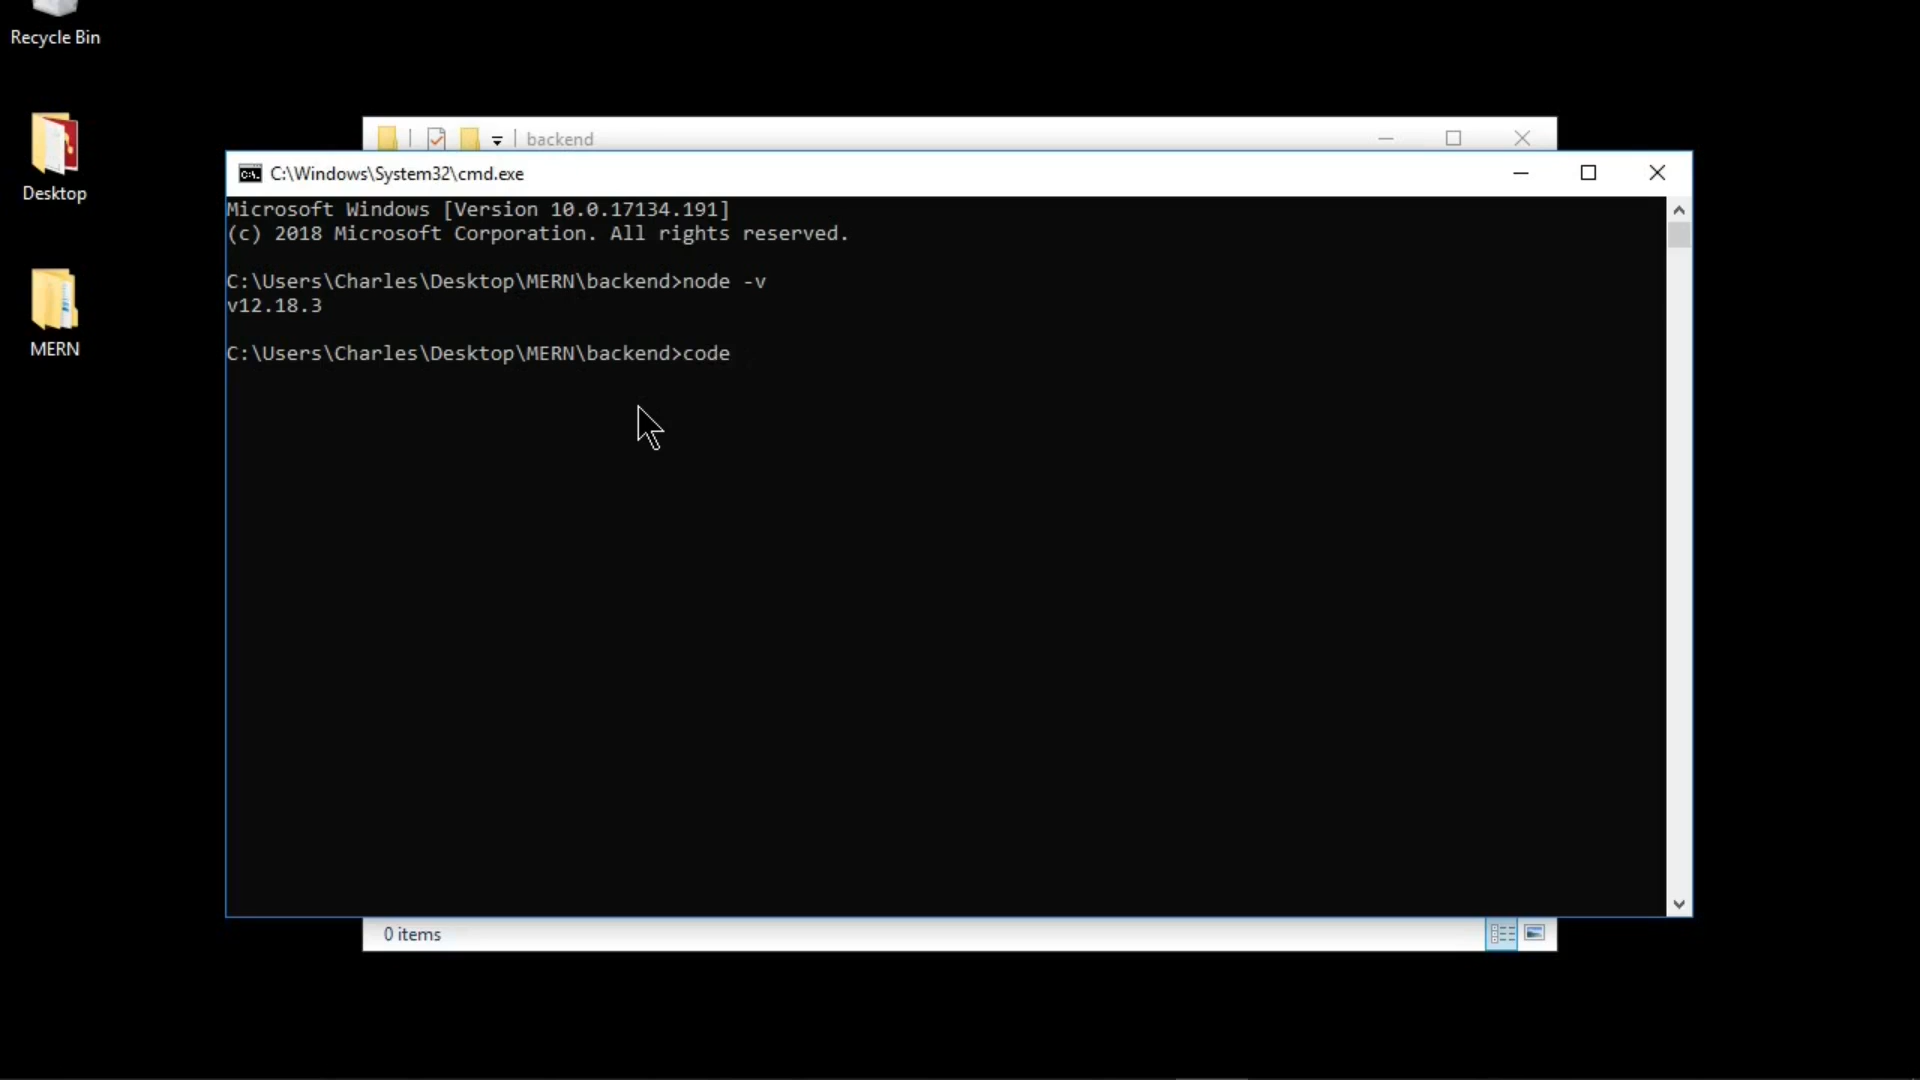 Recycle Bin
Desktop
MERN
backend
C:\Windows\System32\cmd.exe
Microsoft Windows [Version 10.0.17134.191]
(c) 2018 Microsoft Corporation. All rights reserved.
C:\Users\Charles\Desktop\MERN\backend>node -v
v12.18.3
C:\Users\Charles\Desktop\MERN\backend>code
0 items